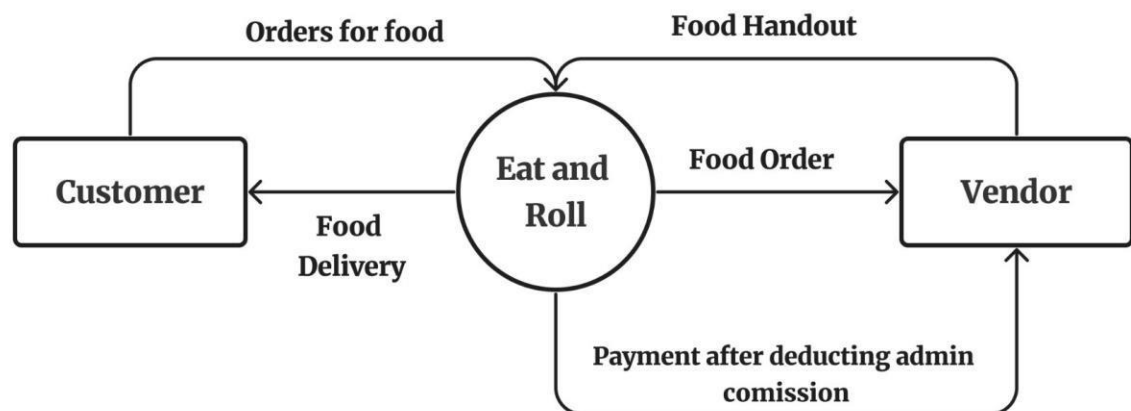 Orders for food
Food Handout
Customer
Eat and
Roll
Food Order
Vendor
Food
Delivery
Payment after deducting admin
comission